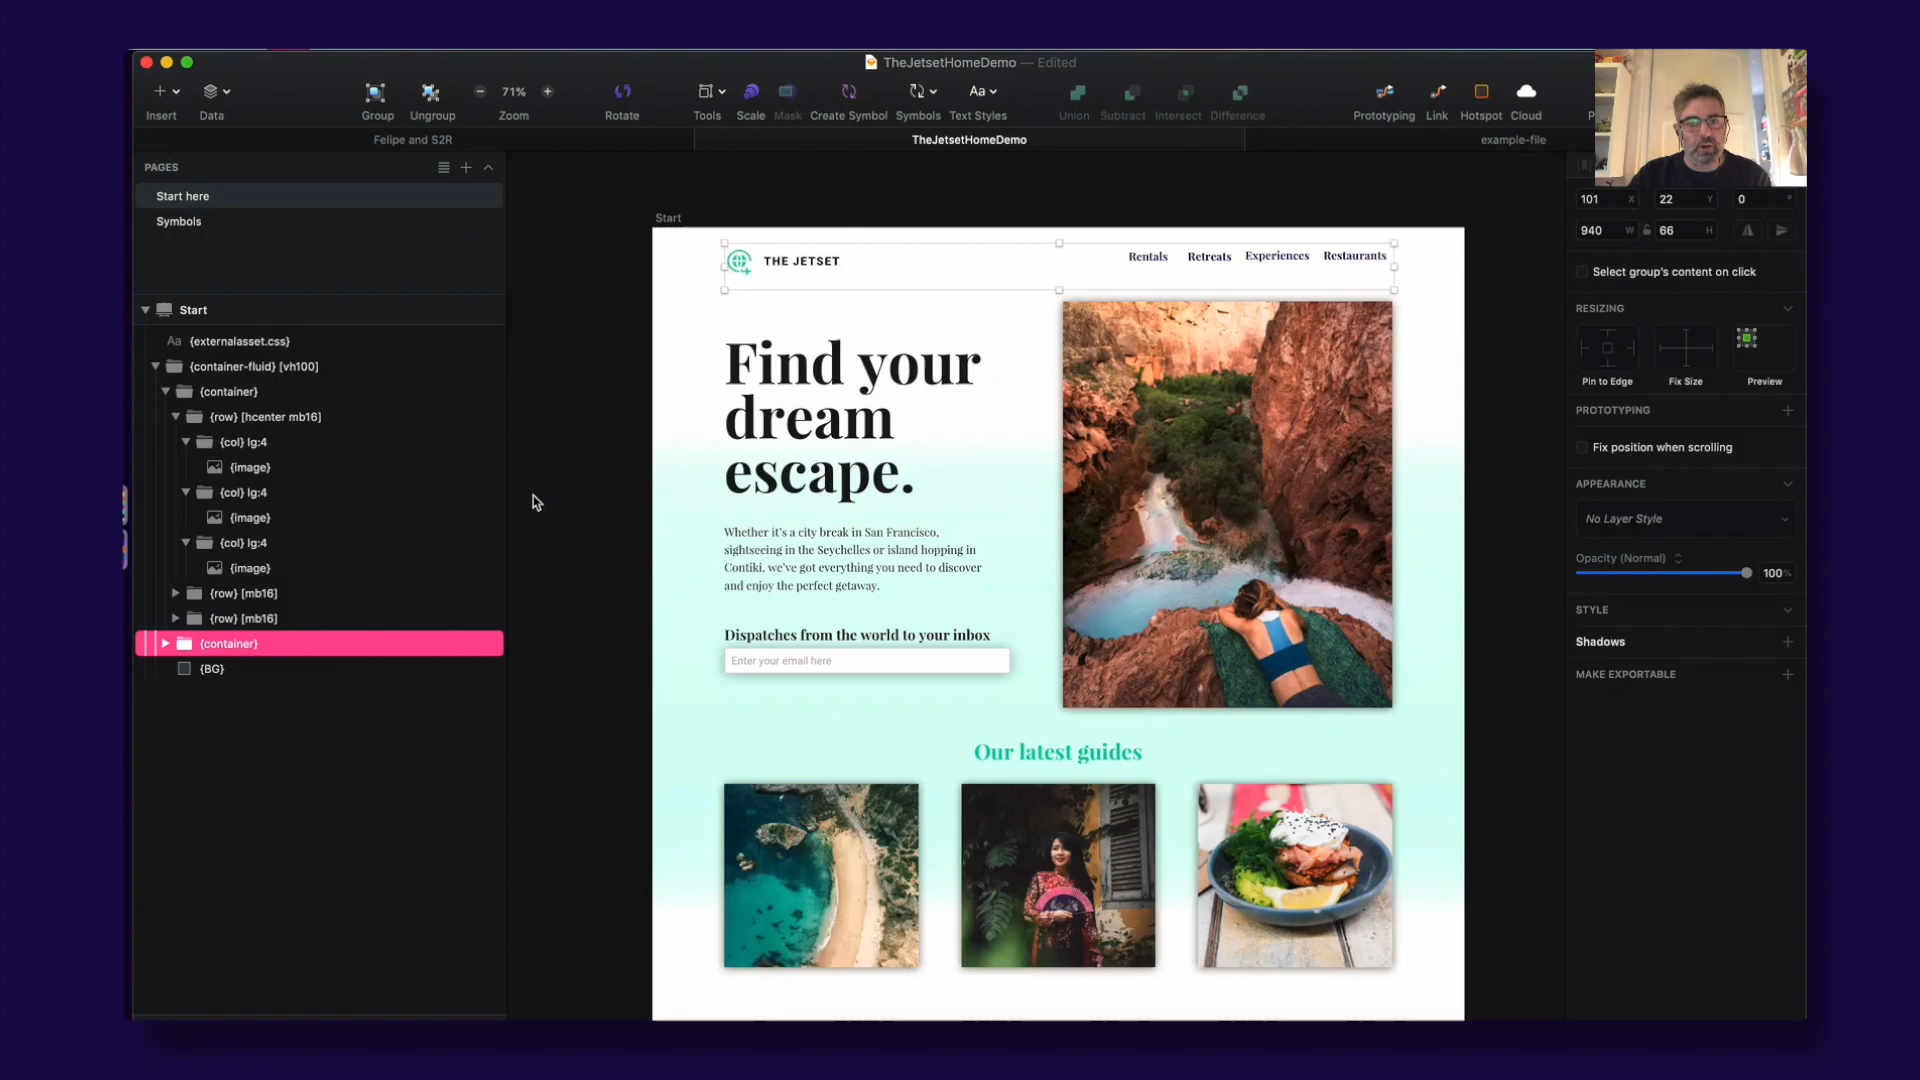 TheJetsetHomeDemo — Edited
Insert
Data
Group
Ungroup
71%
Zoom
Rotate
Tools
Scale
Mask
Create Symbol
Symbols
Aa
Text Styles
Union
Subtract
Intersect
Difference
Prototyping
Link
Hotspot
Cloud
Felipe and S2R
TheJetsetHomeDemo
example-file
PAGES
Start here
Symbols
Start
Aa {externalasset.css}
{container-fluid} [vh100]
{container}
{row} [hcenter mb16]
{col} lg:4
{image}
{col} lg:4
{image}
{col} lg:4
{image}
{row} [mb16]
{row} [mb16]
{container}
{BG}
Start
THE JETSET
Rentals
Retreats
Experiences
Restaurants
Find your
dream
escape.
Whether it's a city break in San Francisco,
sightseeing in the Seychelles or island hopping in
Contiki, we've got everything you need to discover
and enjoy the perfect getaway.
Dispatches from the world to your inbox
Enter your email here
Our latest guides
101 X
22 Y
0 °
940 W
66 H
Select group's content on click
RESIZING
Pin to Edge
Fix Size
Preview
PROTOTYPING
Fix position when scrolling
APPEARANCE
No Layer Style
Opacity (Normal)
100%
STYLE
Shadows
MAKE EXPORTABLE